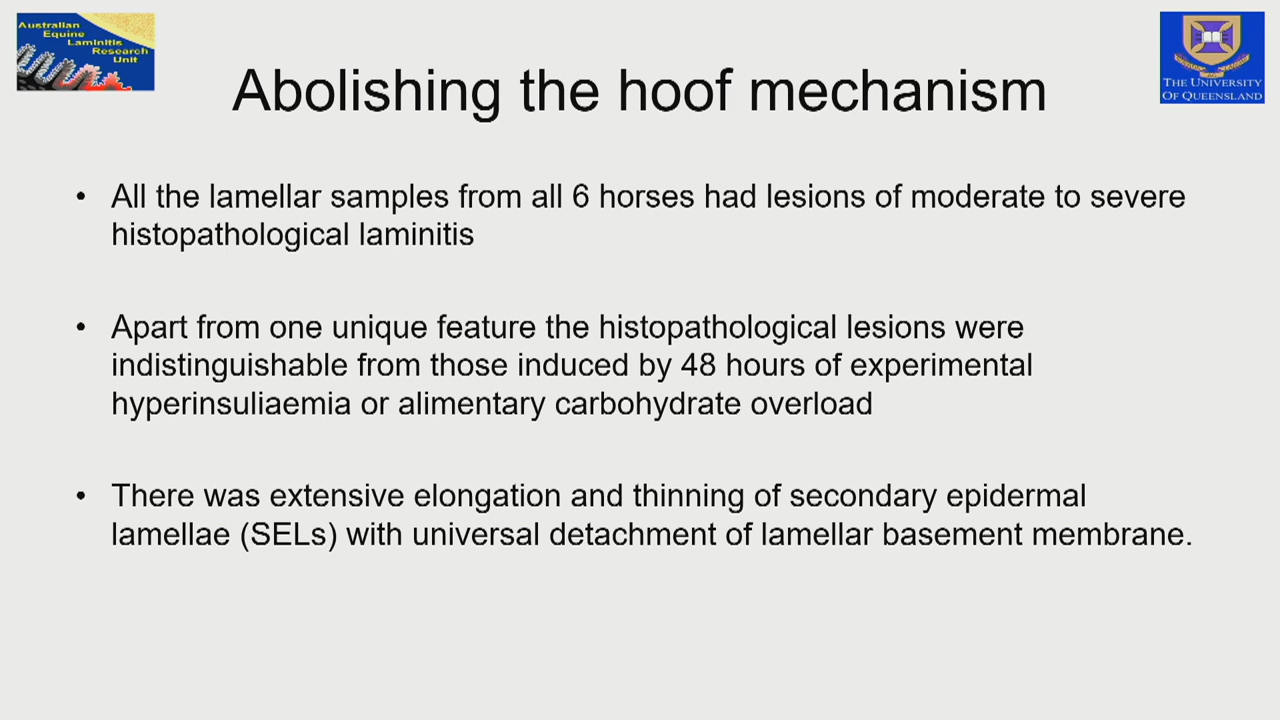 Australian
Equine
Laminitis
Research
Unit
THE UNIVERSITY
OF QUEENSLAND
Abolishing the hoof mechanism
• All the lamellar samples from all 6 horses had lesions of moderate to severe
histopathological laminitis
• Apart from one unique feature the histopathological lesions were
indistinguishable from those induced by 48 hours of experimental
hyperinsuliaemia or alimentary carbohydrate overload
• There was extensive elongation and thinning of secondary epidermal
lamellae (SELs) with universal detachment of lamellar basement membrane.